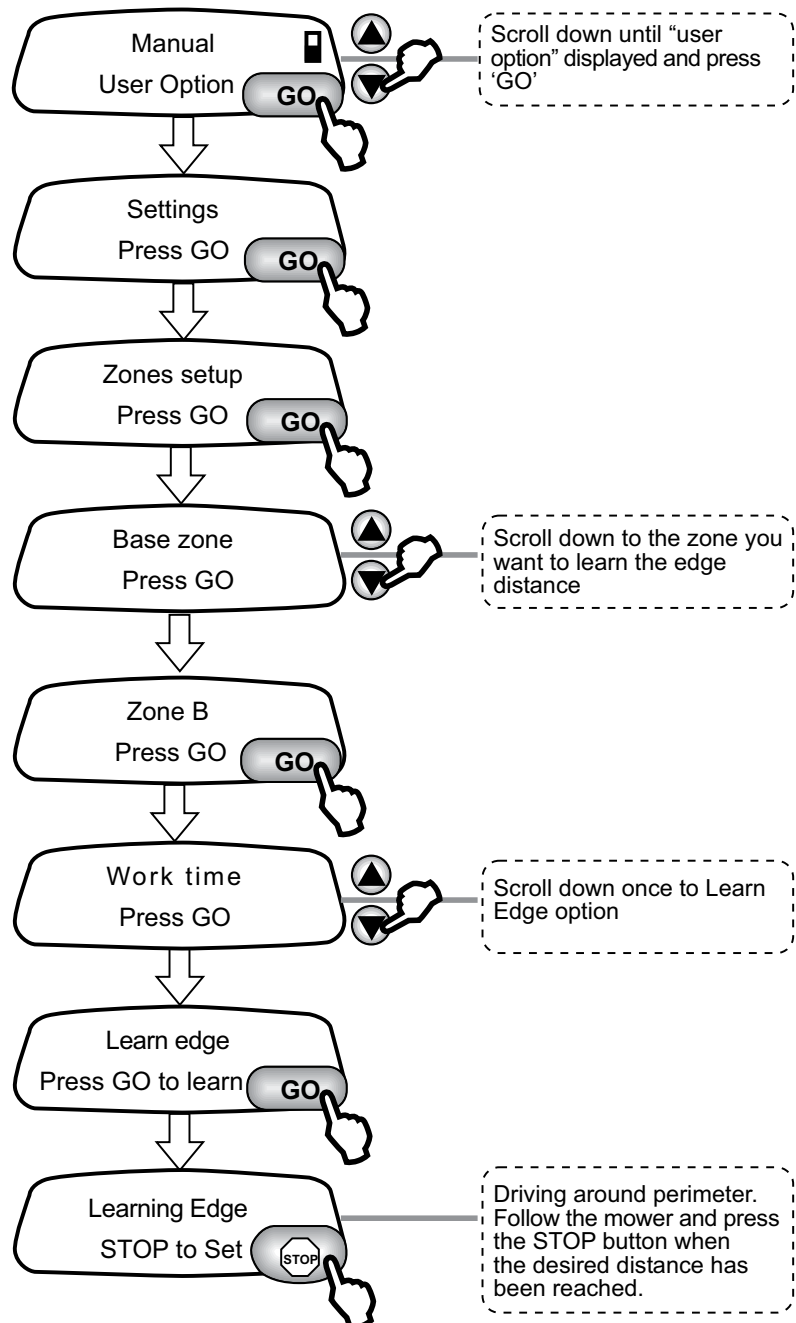 Manual
User Option
GO
Scroll down until “user
option” displayed and press
‘GO’
Settings
Press GO
GO
Zones setup
Press GO
GO
Base zone
Press GO
Scroll down to the zone you
want to learn the edge
distance
Zone B
Press GO
GO
Work time
Press GO
Scroll down once to Learn
Edge option
Learn edge
Press GO to learn
GO
Learning Edge
STOP to Set
STOP
Driving around perimeter.
Follow the mower and press
the STOP button when
the desired distance has
been reached.